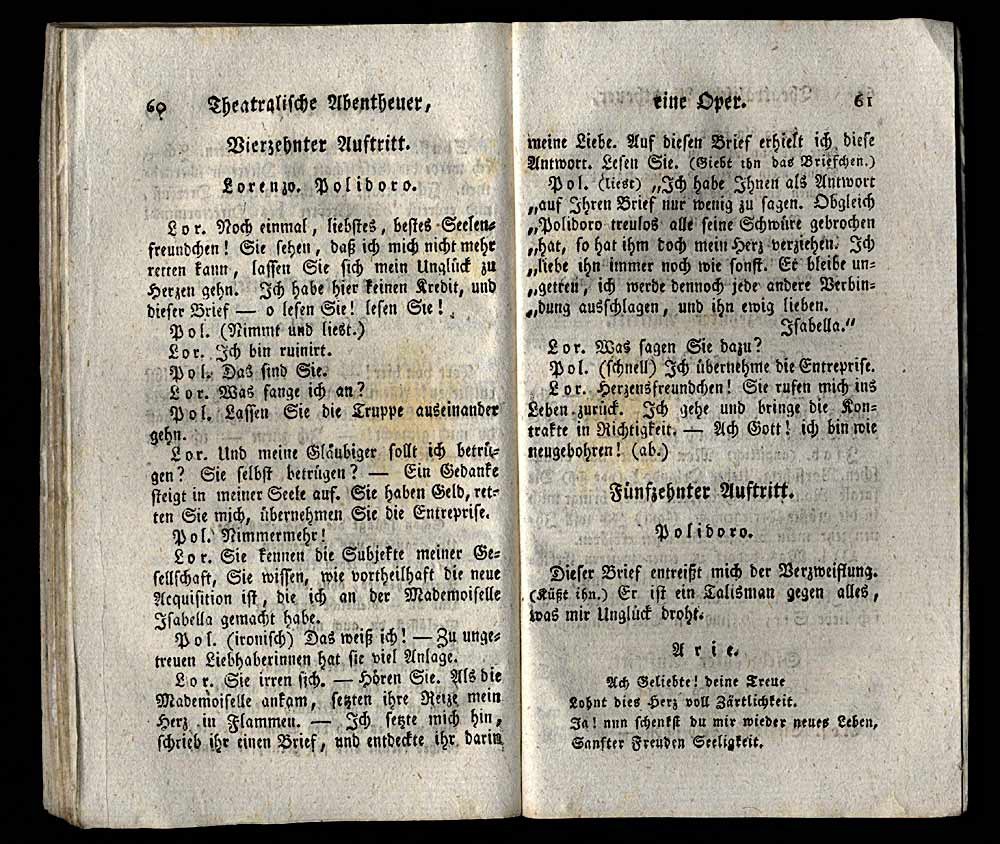 60 Theatralische Abentheuer,
Vierzehnter Auftritt.
Lorenzo. Polidoro.
Lor. Noch einmal, liebstes, bestes Seelen-
freundchen! Sie sehen, daß ich mich nicht mehr
retten kann, lassen Sie sich mein Unglück zu
Herzen gehn. Ich habe hier keinen Kredit, und
dieser Brief — o lesen Sie! lesen Sie!
Pol. (Nimmt und liest.)
Lor. Ich bin ruinirt.
Pol. Das sind Sie.
Lor. Was fange ich an?
Pol. Lassen Sie die Truppe auseinander
gehn.
Lor. Und meine Gläubiger sollt ich betrü-
gen? Sie selbst betrügen? — Ein Gedanke
steigt in meiner Seele auf. Sie haben Geld, ret-
ten Sie mich, übernehmen Sie die Entreprise.
Pol. Nimmermehr!
Lor. Sie kennen die Subjekte meiner Ge-
sellschaft, Sie wissen, wie vortheilhaft die neue
Acquisition ist, die ich an der Mademoiselle
Isabella gemacht habe.
Pol. (ironisch) Das weiß ich! — Zu unge-
treuen Liebhaberinnen hat sie viel Anlage.
Lor. Sie irren sich. — Hören Sie. Als die
Mademoiselle ankam, setzten ihre Reize mein
Herz in Flammen. — Ich setzte mich hin,
schrieb ihr einen Brief, und entdeckte ihr darin
eine Oper. 61
meine Liebe. Auf diesen Brief erhielt ich diese
Antwort. Lesen Sie. (Giebt ihn das Briefchen.)
Pol. (liest) „Ich habe Ihnen als Antwort
„auf Ihren Brief nur wenig zu sagen. Obgleich
„Polidoro treulos alle seine Schwüre gebrochen
„hat, so hat ihm doch mein Herz verziehen. Ich
„liebe ihn immer noch wie sonst. Er bleibe un-
„getreu, ich werde dennoch jede andere Verbin-
„dung ausschlagen, und ihn ewig lieben.
Isabella.“
Lor. Was sagen Sie dazu?
Pol. (schnell) Ich übernehme die Entreprise.
Lor. Herzensfreundchen! Sie rufen mich ins
Leben zurück. Ich gehe und bringe die Kon-
trakte in Richtigkeit. — Ach Gott! ich bin wie
neugebohren! (ab.)
Fünfzehnter Auftritt.
Polidoro.
Dieser Brief entreißt mich der Verzweiflung.
(Küßt ihn.) Er ist ein Talisman gegen alles,
was mir Unglück droht.
Arie.
Ach Geliebte! deine Treue
Lohnt dies Herz voll Zärtlichkeit.
Ja! nun schenkst du mir wieder neues Leben,
Sanfter Freuden Seeligkeit.